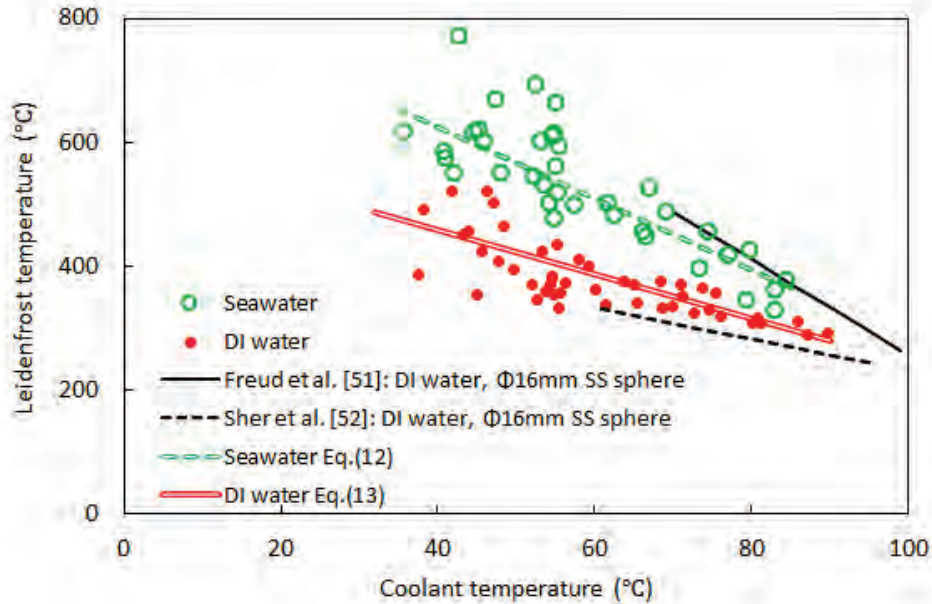 800
600
400
200
0
Leidenfrost temperature (°C)
Seawater
DI water
Freud et al. [51]: DI water, Φ16mm SS sphere
Sher et al. [52]: DI water, Φ16mm SS sphere
Seawater Eq.(12)
DI water Eq.(13)
0 20 40 60 80 100
Coolant temperature (°C)